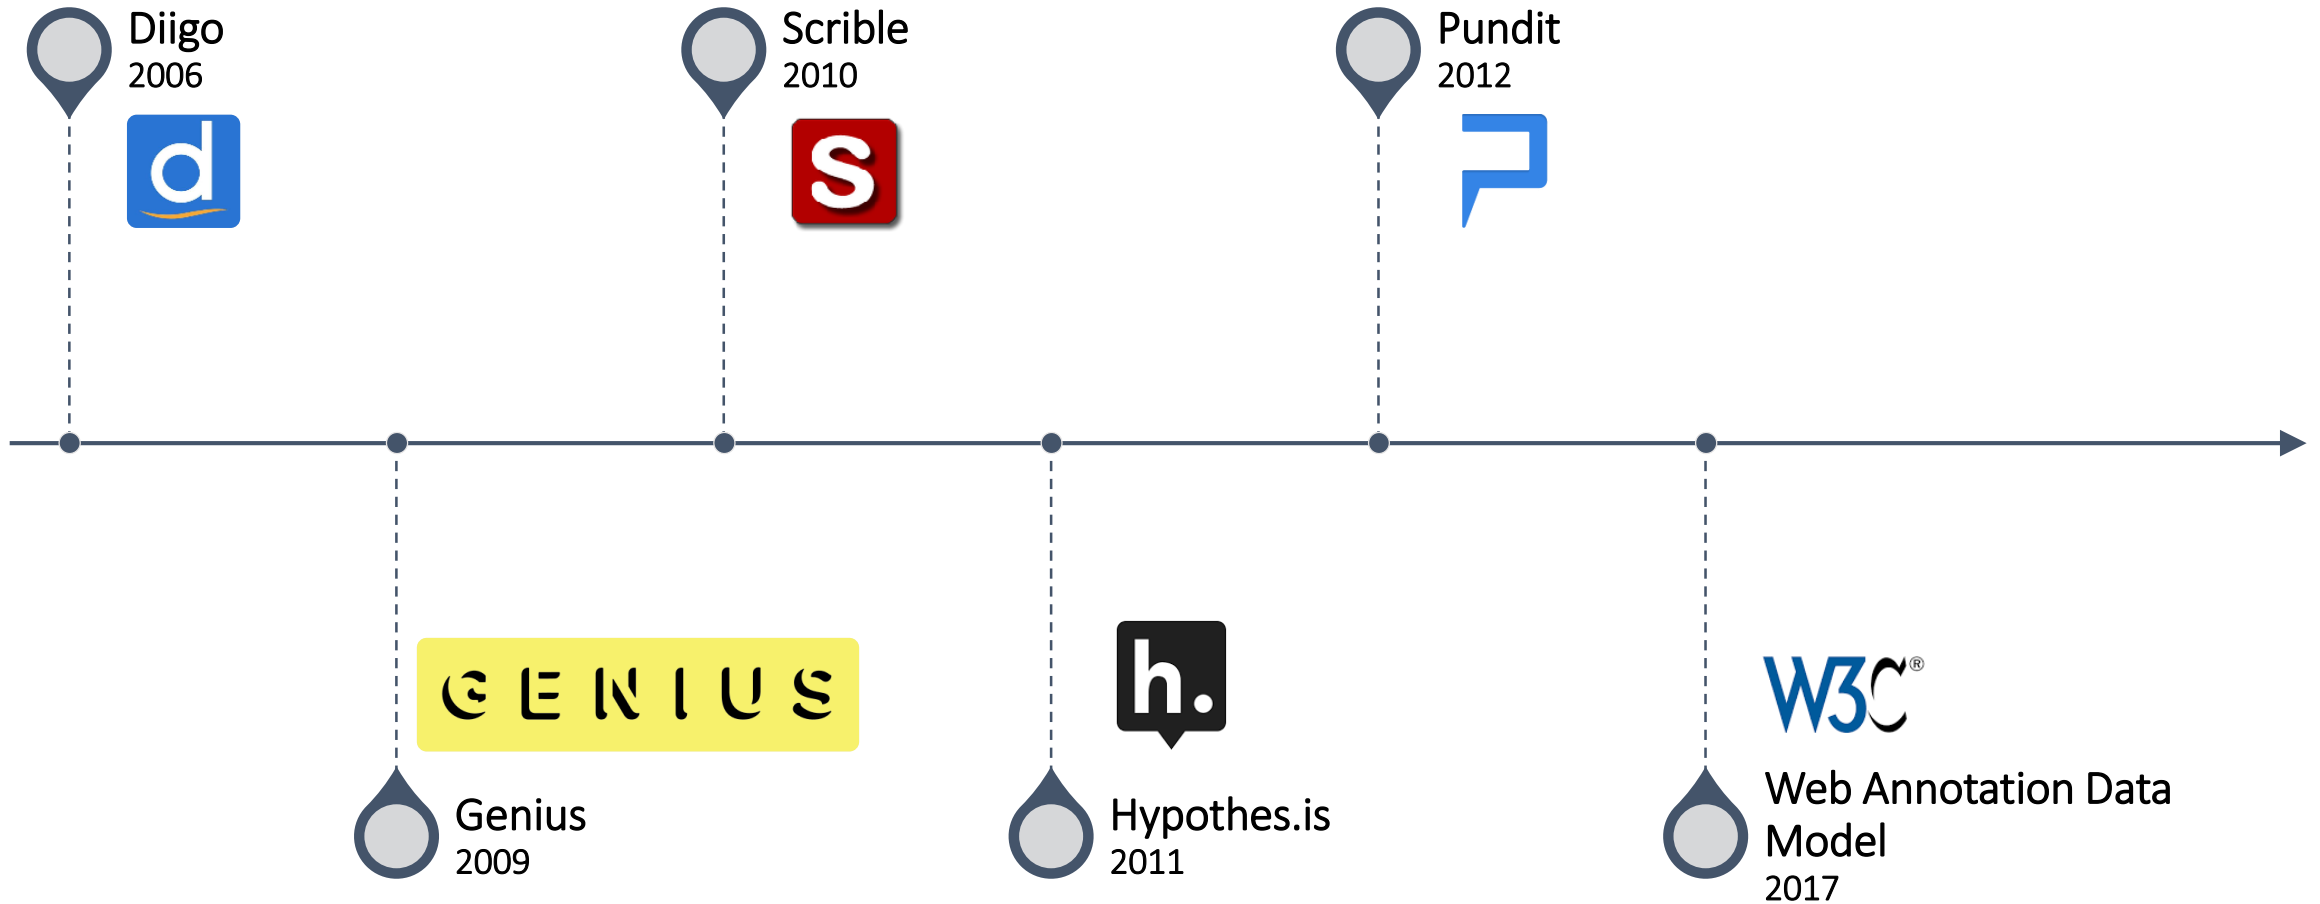 Diigo
2006
d
Scrible
2010
S
Pundit
2012
GENIUS
Genius
2009
h.
Hypothes.is
2011
W3C®
Web Annotation Data
Model
2017